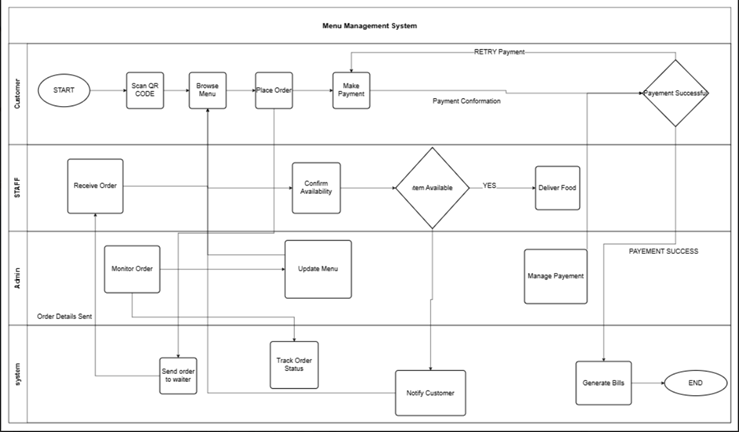 Menu Management System
RETRY Payment
Customer
START
Scan QR
CODE
Browse
Menu
Place Order
Make
Payment
Payment Conformation
Payement Successful
STAFF
Receive Order
Confirm
Availability
item Available
YES
Deliver Food
PAYEMENT SUCCESS
Admin
Monitor Order
Update Menu
Manage Payement
Order Details Sent
system
Send order
to waiter
Track Order
Status
Notify Customer
Generate Bills
END